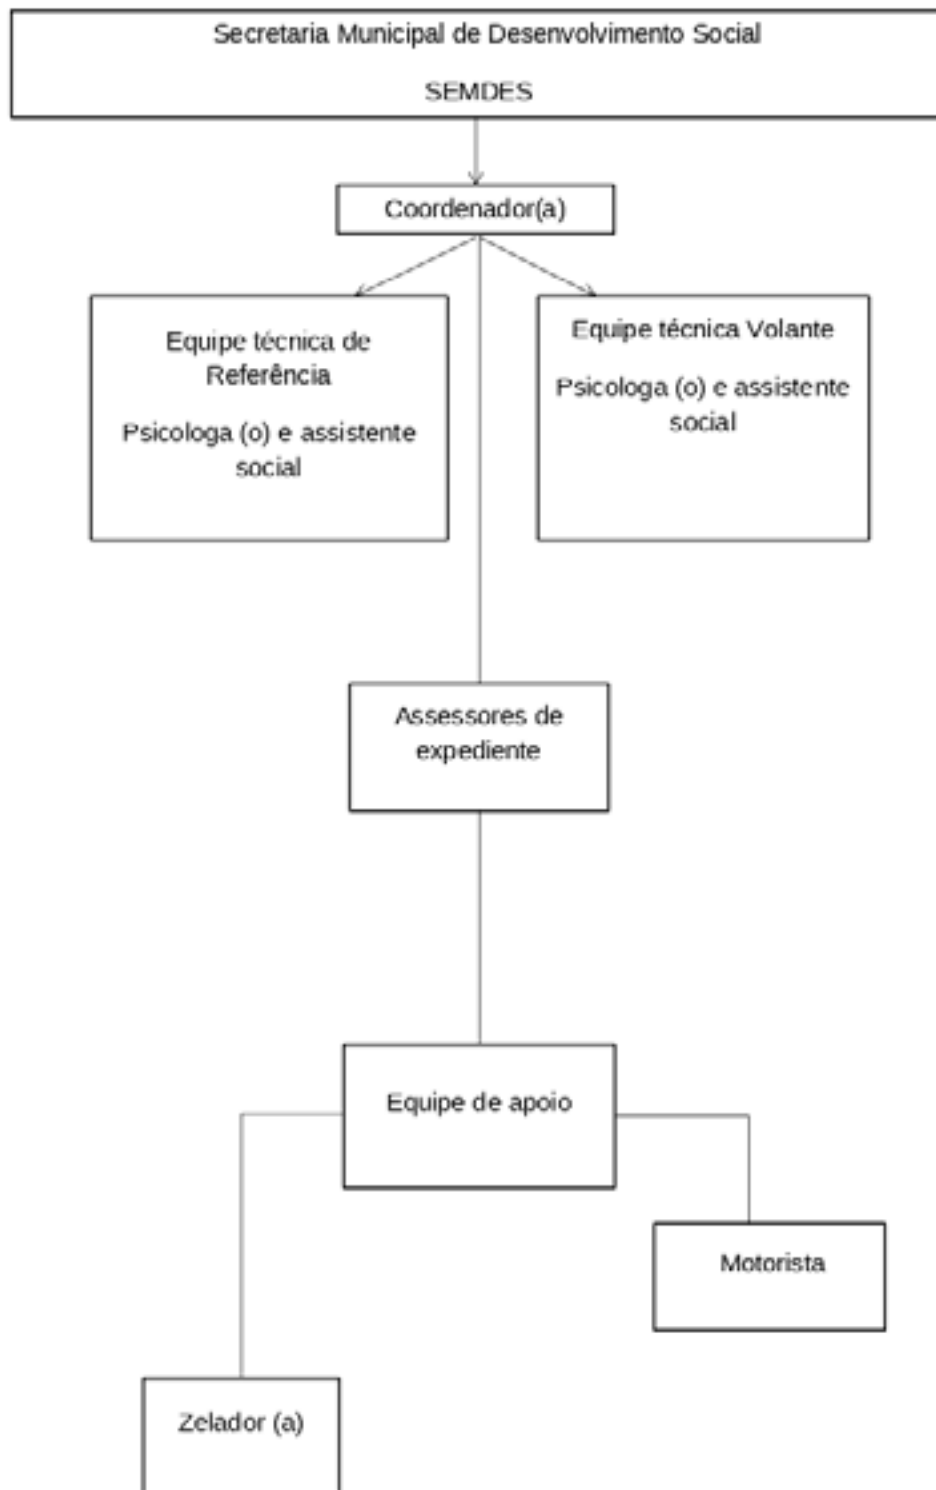 Secretaria Municipal de Desenvolvimento Social
SEMDES
Coordenador(a)
Equipe técnica de
Referência
Psicologa (o) e assistente
social
Equipe técnica Volante
Psicologa (o) e assistente
social
Assessores de
expediente
Equipe de apoio
Motorista
Zelador (a)